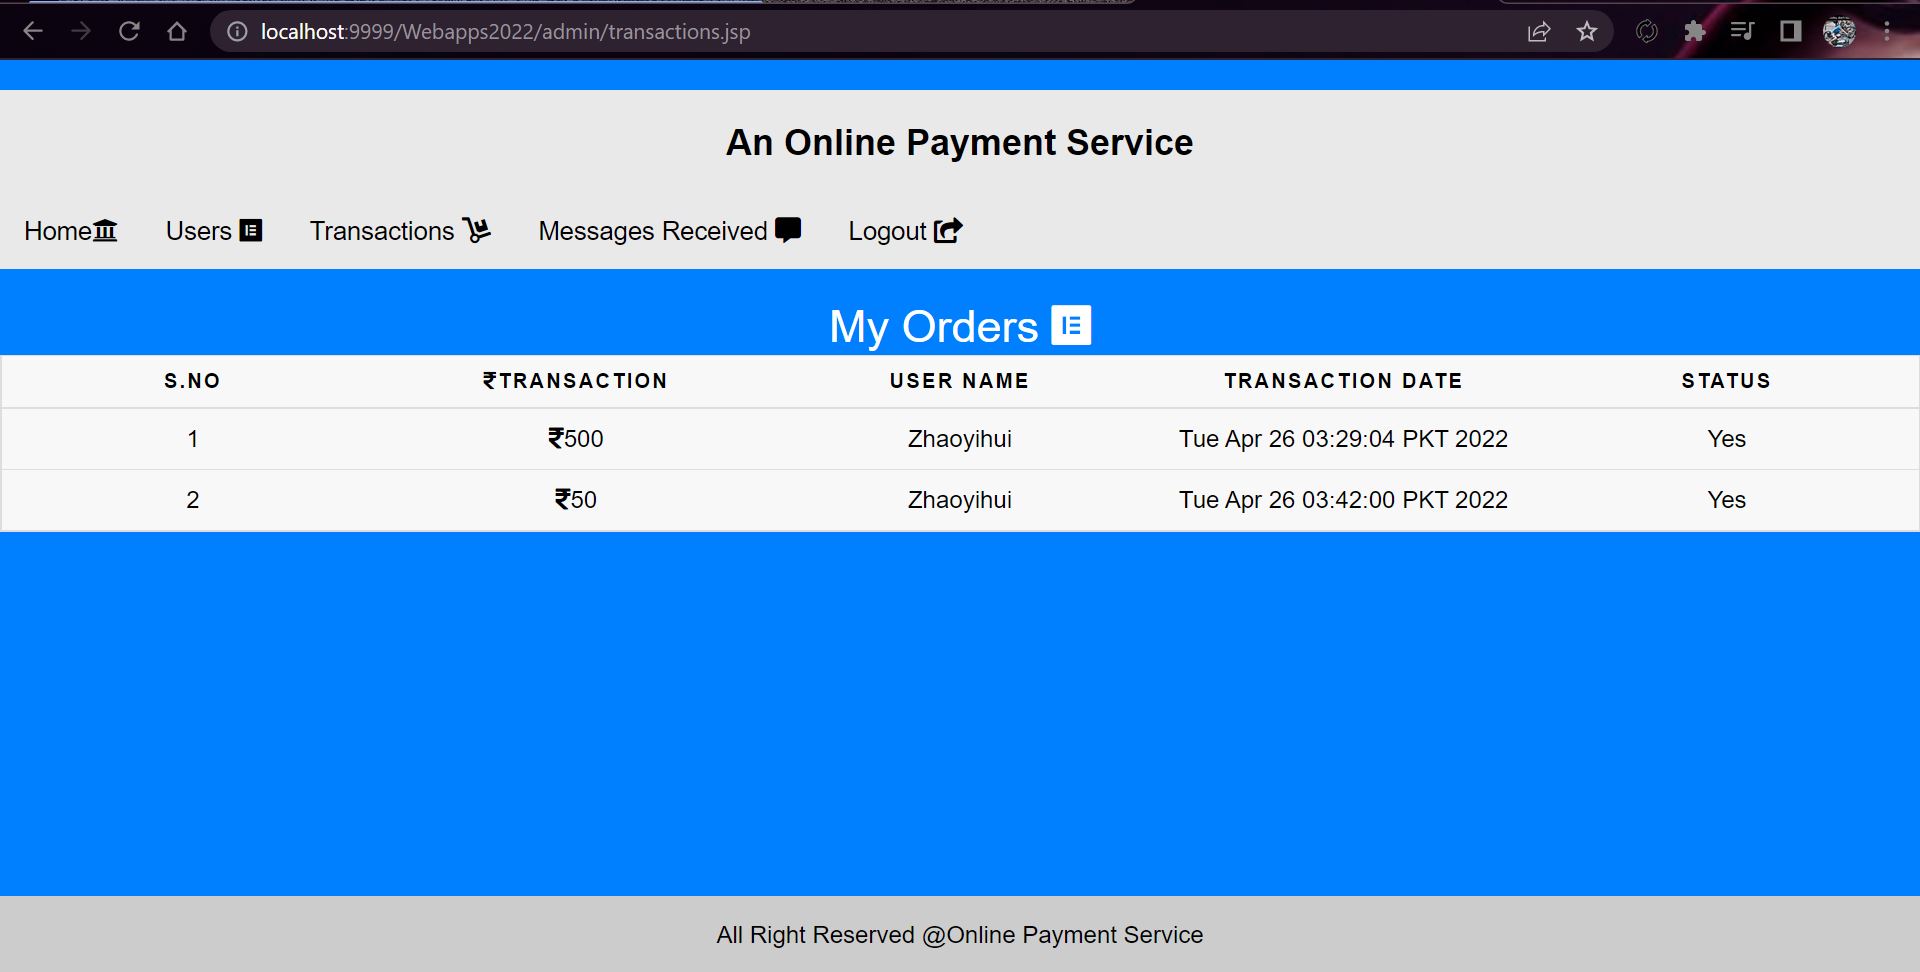 localhost:9999/Webapps2022/admin/transactions.jsp
An Online Payment Service
Home Users Transactions Messages Received Logout
My Orders
S.NO ₹TRANSACTION USER NAME TRANSACTION DATE STATUS
1 ₹500 Zhaoyihui Tue Apr 26 03:29:04 PKT 2022 Yes
2 ₹50 Zhaoyihui Tue Apr 26 03:42:00 PKT 2022 Yes
All Right Reserved @Online Payment Service